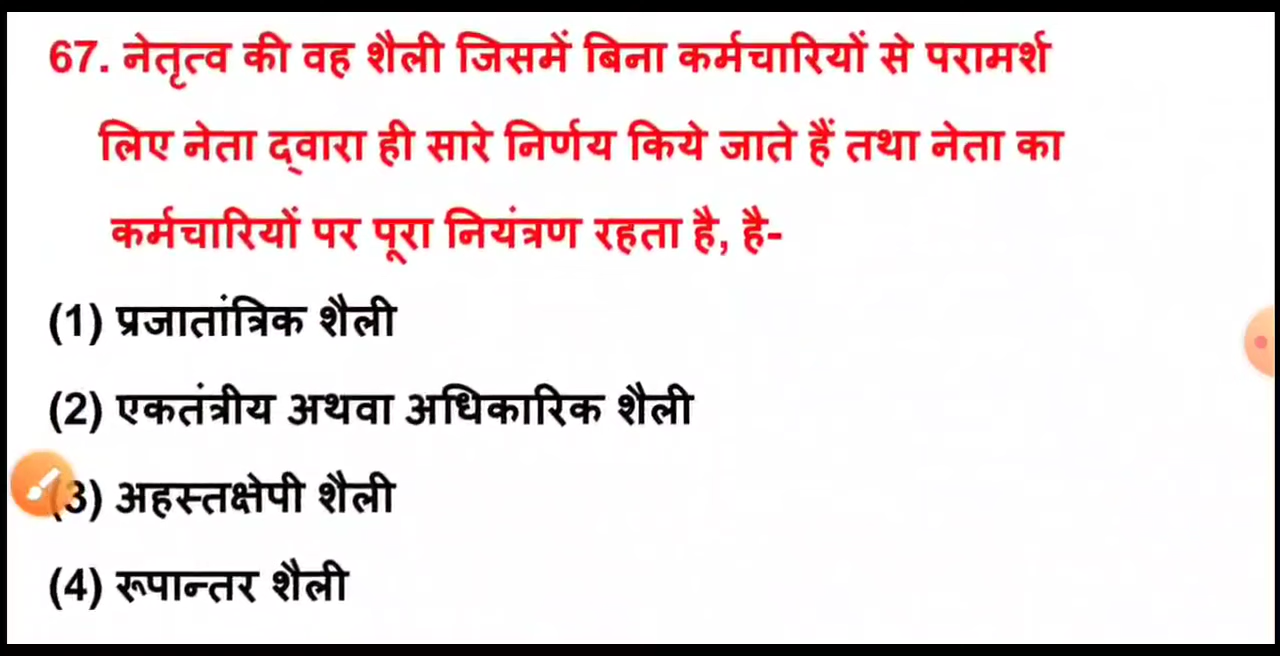 67. नेतृत्व की वह शैली जिसमें बिना कर्मचारियों से परामर्श
लिए नेता द्वारा ही सारे निर्णय किये जाते हैं तथा नेता का
कर्मचारियों पर पूरा नियंत्रण रहता है, है-
(1) प्रजातांत्रिक शैली
(2) एकतंत्रीय अथवा अधिकारिक शैली
(3) अहस्तक्षेपी शैली
(4) रूपान्तर शैली